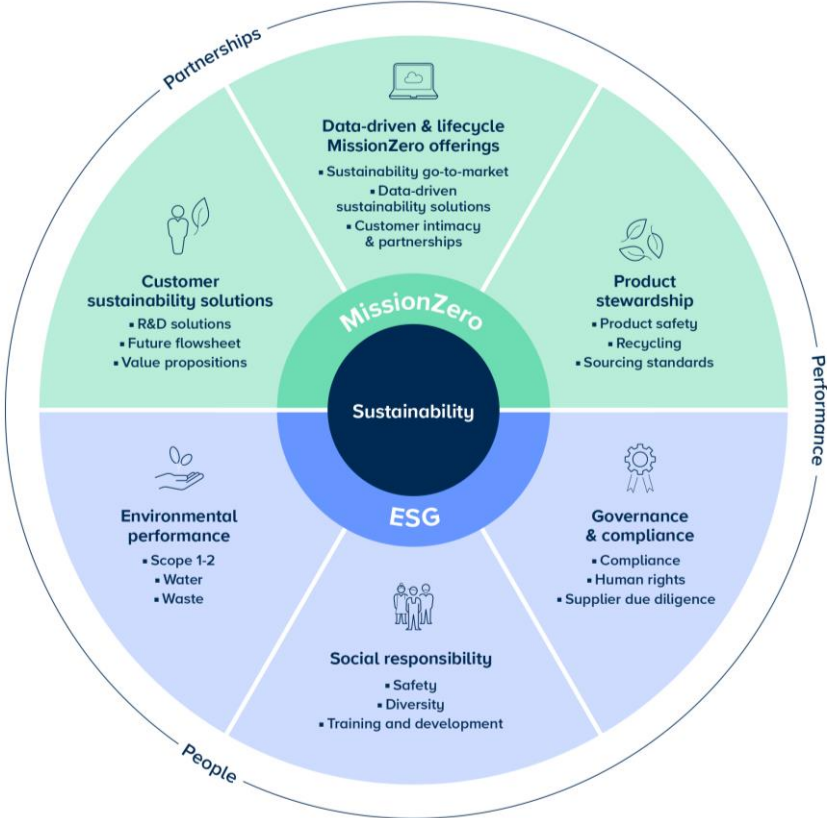 Partnerships
Data-driven & lifecycle
MissionZero offerings
▪ Sustainability go-to-market
▪ Data-driven
sustainability solutions
▪ Customer intimacy
& partnerships
Customer
sustainability solutions
▪ R&D solutions
▪ Future flowsheet
▪ Value propositions
Product
stewardship
▪ Product safety
▪ Recycling
▪ Sourcing standards
MissionZero
Sustainability
Performance
ESG
Environmental
performance
▪ Scope 1-2
▪ Water
▪ Waste
Governance
& compliance
▪ Compliance
▪ Human rights
▪ Supplier due diligence
Social responsibility
▪ Safety
▪ Diversity
▪ Training and development
People